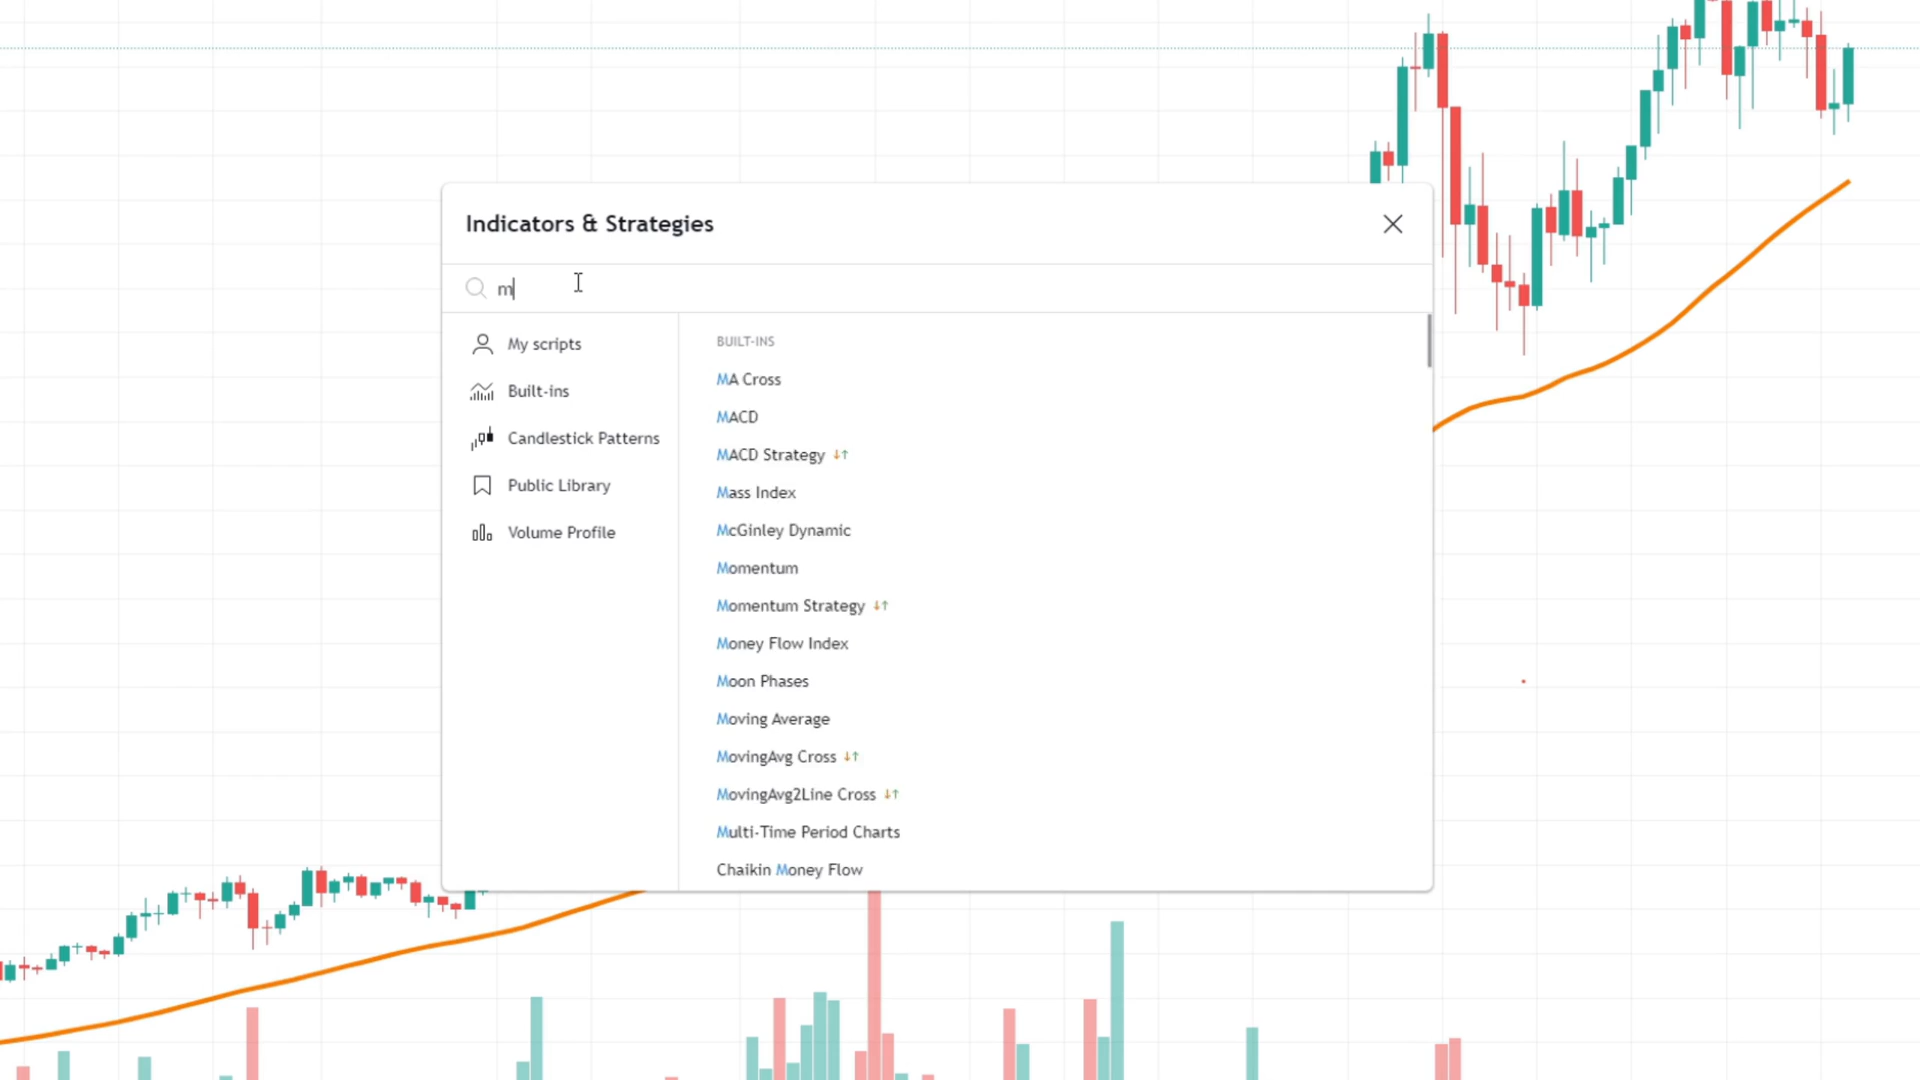 Indicators & Strategies
m
My scripts
Built-ins
Candlestick Patterns
Public Library
Volume Profile
BUILT-INS
MA Cross
MACD
MACD Strategy
Mass Index
McGinley Dynamic
Momentum
Momentum Strategy
Money Flow Index
Moon Phases
Moving Average
MovingAvg Cross
MovingAvg2Line Cross
Multi-Time Period Charts
Chaikin Money Flow